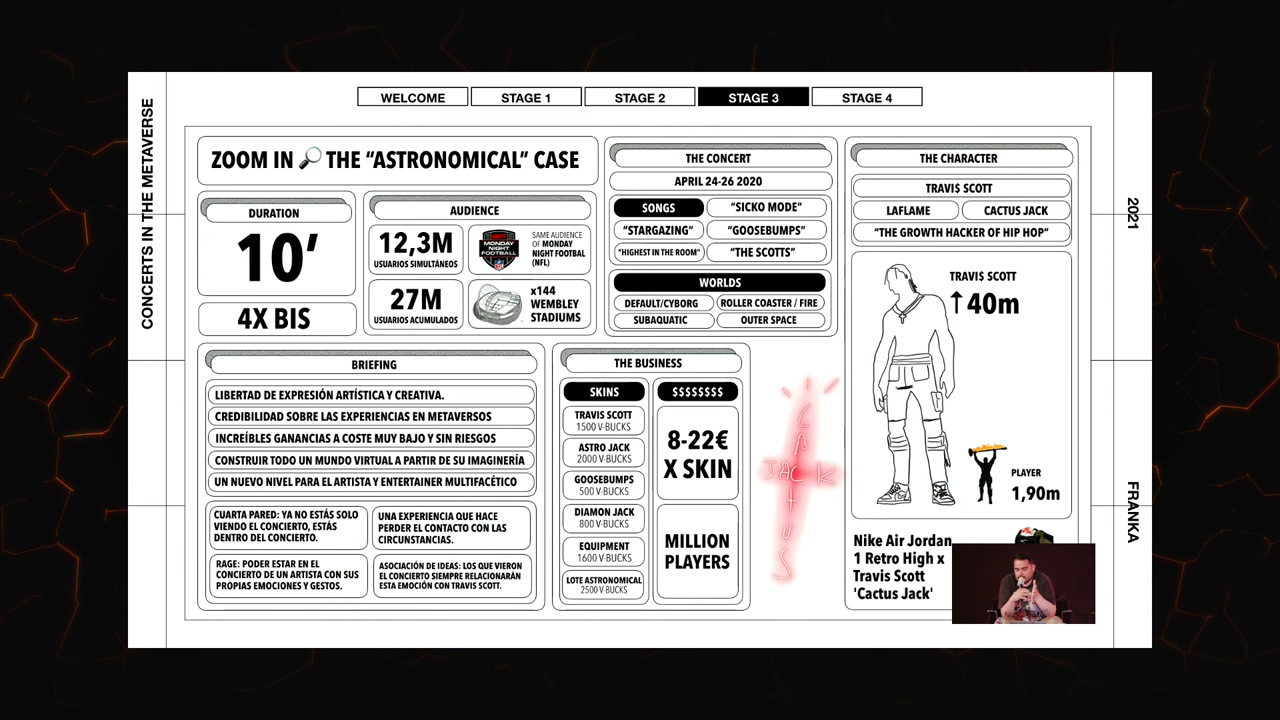 WELCOME
STAGE 1
STAGE 2
STAGE 3
STAGE 4
CONCERTS IN THE METAVERSE
2021
FRANKA
ZOOM IN 🔎 THE “ASTRONOMICAL” CASE
DURATION
10’
4X BIS
AUDIENCE
12,3M
USUARIOS SIMULTÁNEOS
MONDAY
NIGHT
FOOTBALL
SAME AUDIENCE
OF MONDAY
NIGHT FOOTBAL
(NFL)
27M
USUARIOS ACUMULADOS
x144
WEMBLEY
STADIUMS
THE CONCERT
APRIL 24-26 2020
SONGS
“SICKO MODE”
“STARGAZING”
“GOOSEBUMPS”
“HIGHEST IN THE ROOM”
“THE SCOTTS”
WORLDS
DEFAULT/CYBORG
ROLLER COASTER / FIRE
SUBAQUATIC
OUTER SPACE
THE CHARACTER
TRAVI$ SCOTT
LAFLAME
CACTUS JACK
“THE GROWTH HACKER OF HIP HOP”
TRAVIS SCOTT
↑40m
PLAYER
1,90m
Nike Air Jordan
1 Retro High x
Travis Scott
'Cactus Jack'
BRIEFING
LIBERTAD DE EXPRESIÓN ARTÍSTICA Y CREATIVA.
CREDIBILIDAD SOBRE LAS EXPERIENCIAS EN METAVERSOS
INCREÍBLES GANANCIAS A COSTE MUY BAJO Y SIN RIESGOS
CONSTRUIR TODO UN MUNDO VIRTUAL A PARTIR DE SU IMAGINERÍA
UN NUEVO NIVEL PARA EL ARTISTA Y ENTERTAINER MULTIFACÉTICO
CUARTA PARED: YA NO ESTÁS SOLO
VIENDO EL CONCIERTO, ESTÁS
DENTRO DEL CONCIERTO.
UNA EXPERIENCIA QUE HACE
PERDER EL CONTACTO CON LAS
CIRCUNSTANCIAS.
RAGE: PODER ESTAR EN EL
CONCIERTO DE UN ARTISTA CON SUS
PROPIAS EMOCIONES Y GESTOS.
ASOCIACIÓN DE IDEAS: LOS QUE VIERON
EL CONCIERTO SIEMPRE RELACIONARÁN
ESTA EMOCIÓN CON TRAVIS SCOTT.
THE BUSINESS
SKINS
TRAVIS SCOTT
1500 V-BUCKS
ASTRO JACK
2000 V-BUCKS
GOOSEBUMPS
500 V-BUCKS
DIAMON JACK
800 V-BUCKS
EQUIPMENT
1600 V-BUCKS
LOTE ASTRONOMICAL
2500 V-BUCKS
$$$$$$$$
8-22€
X SKIN
MILLION
PLAYERS
CACTUS
JACK